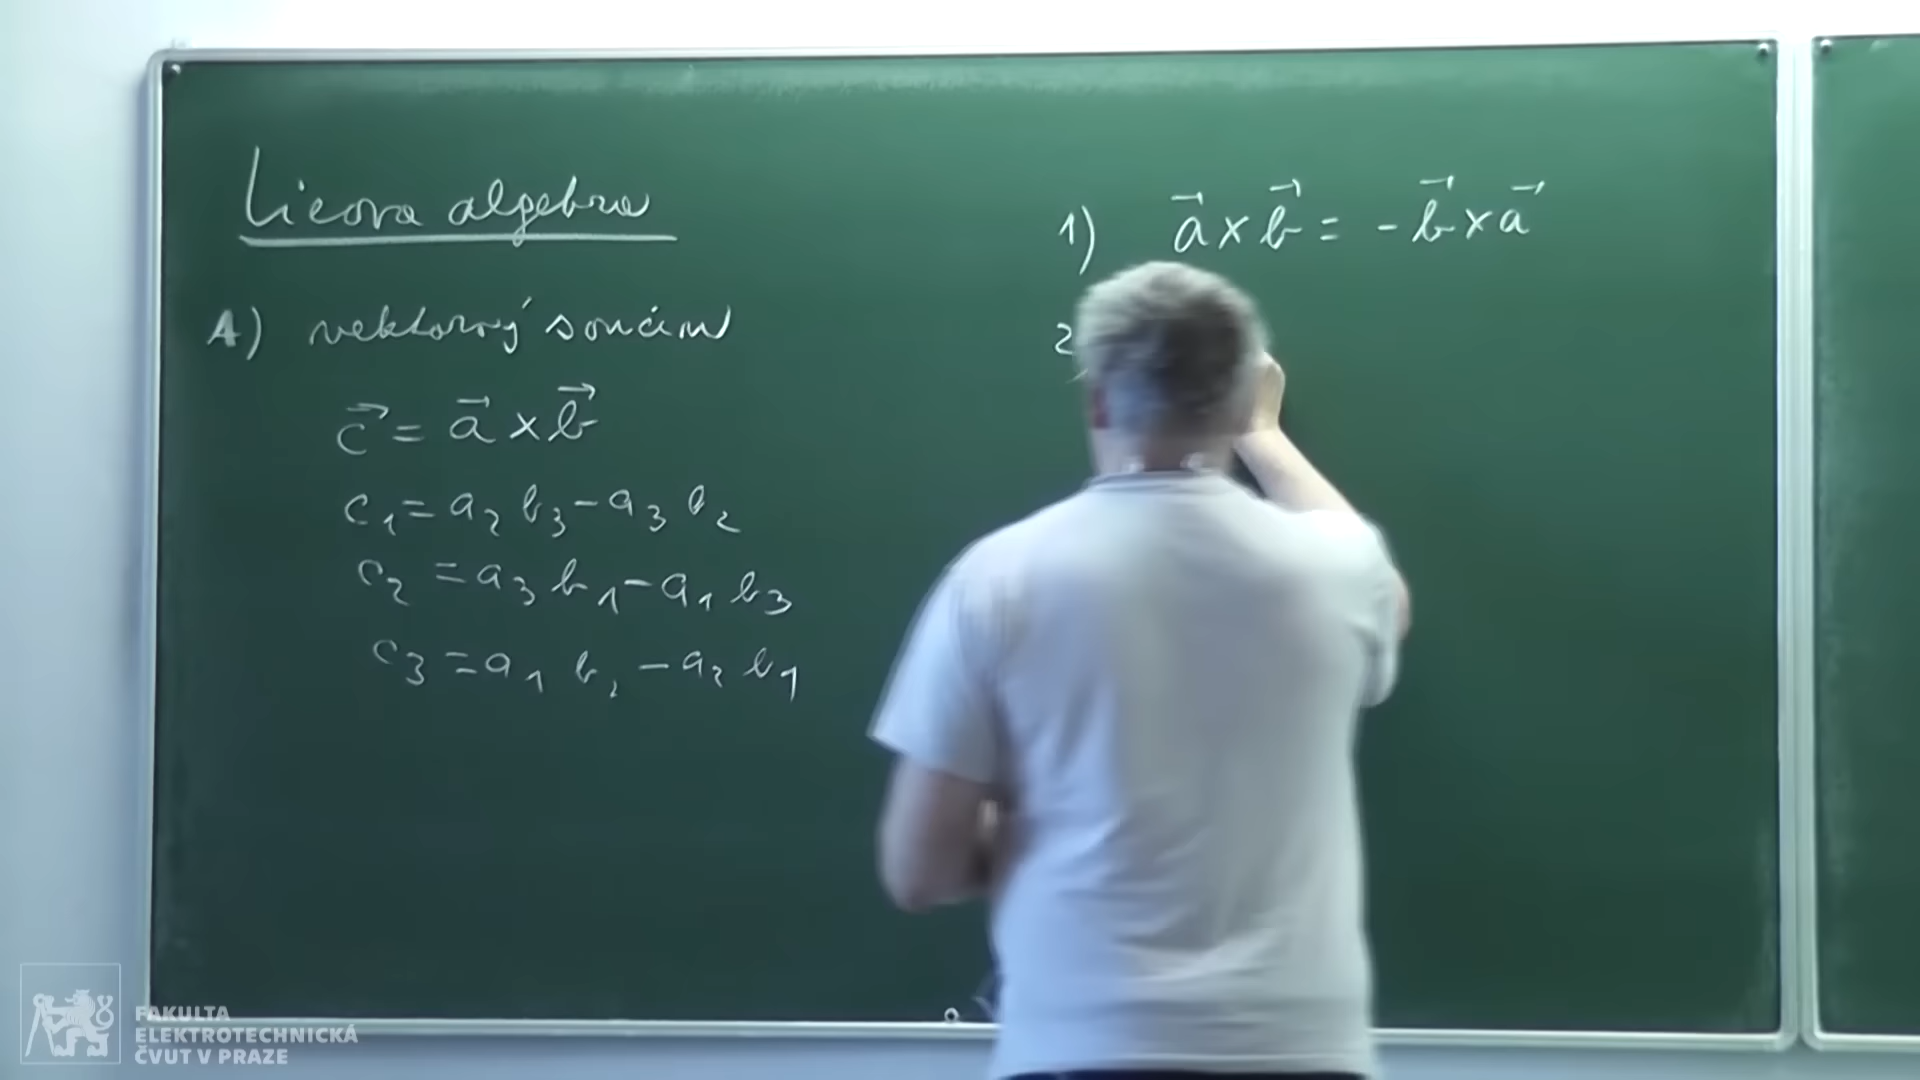 Lieova algebra
A) vektorový součin
c⃗ = a⃗ × b⃗
c₁ = a₂ b₃ − a₃ b₂
c₂ = a₃ b₁ − a₁ b₃
c₃ = a₁ b₂ − a₂ b₁
1) a⃗ × b⃗ = − b⃗ × a⃗
2
FAKULTA
ELEKTROTECHNICKÁ
ČVUT V PRAZE